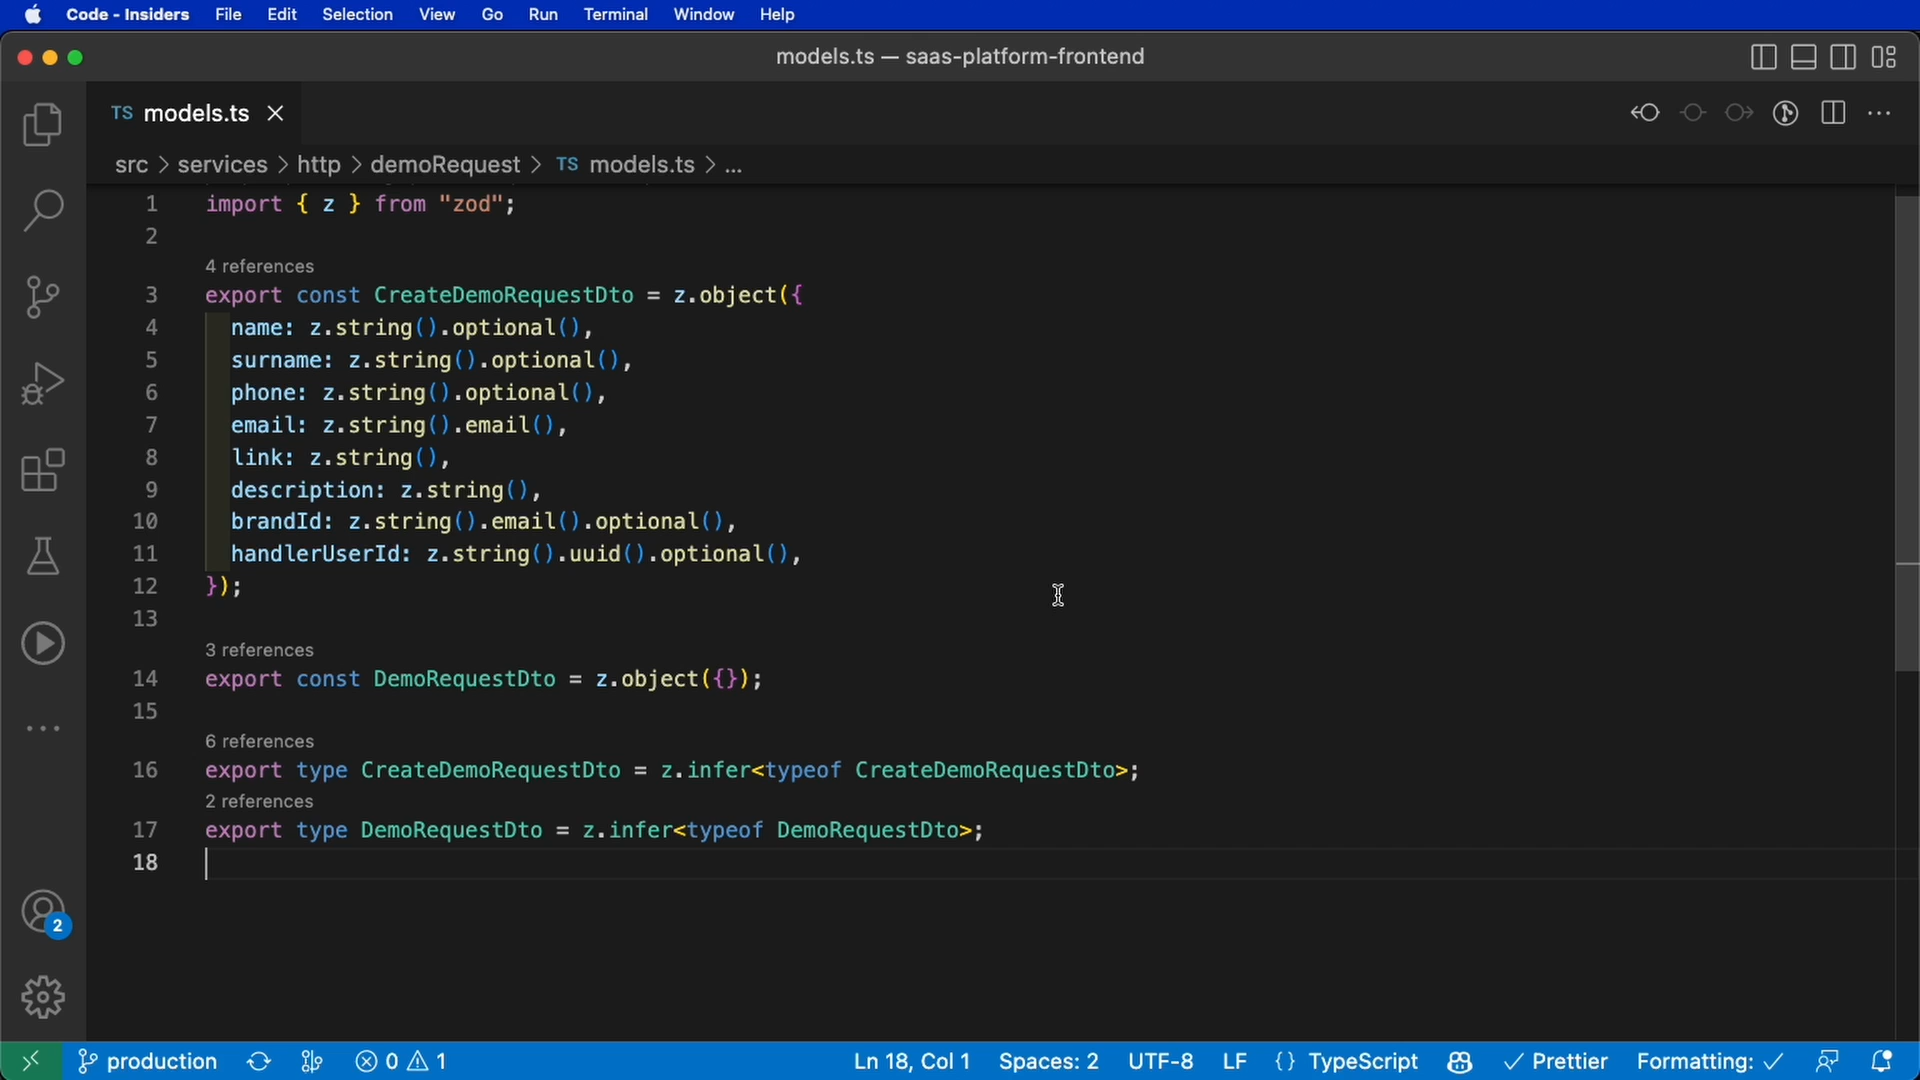 Code - Insiders File Edit Selection View Go Run Terminal Window Help
models.ts — saas-platform-frontend
TS models.ts
src > services > http > demoRequest > TS models.ts > ...
1 import { z } from "zod";
2
4 references
3 export const CreateDemoRequestDto = z.object({
4 name: z.string().optional(),
5 surname: z.string().optional(),
6 phone: z.string().optional(),
7 email: z.string().email(),
8 link: z.string(),
9 description: z.string(),
10 brandId: z.string().email().optional(),
11 handlerUserId: z.string().uuid().optional(),
12 });
13
3 references
14 export const DemoRequestDto = z.object({});
15
6 references
16 export type CreateDemoRequestDto = z.infer<typeof CreateDemoRequestDto>;
2 references
17 export type DemoRequestDto = z.infer<typeof DemoRequestDto>;
18
2
production 0 1 Ln 18, Col 1 Spaces: 2 UTF-8 LF {} TypeScript Prettier Formatting: ✓